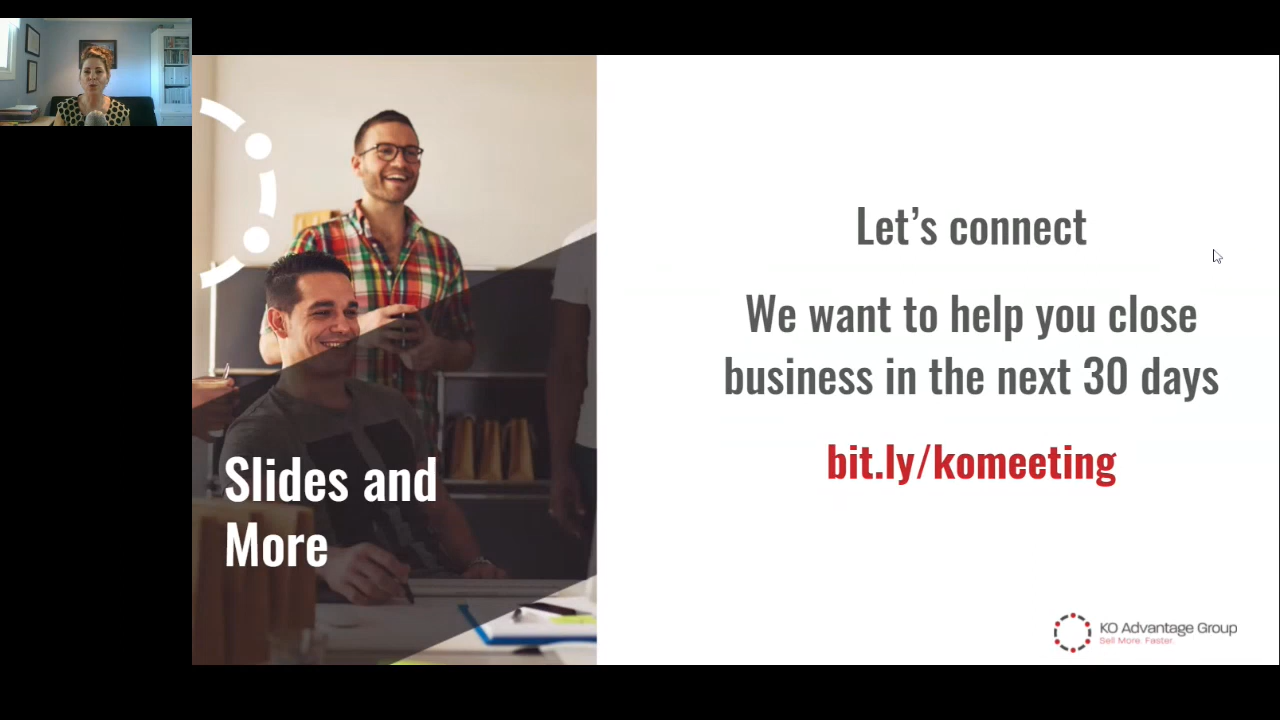 Slides and
More
Let's connect
We want to help you close
business in the next 30 days
bit.ly/komeeting
KO Advantage Group
Sell More. Faster.